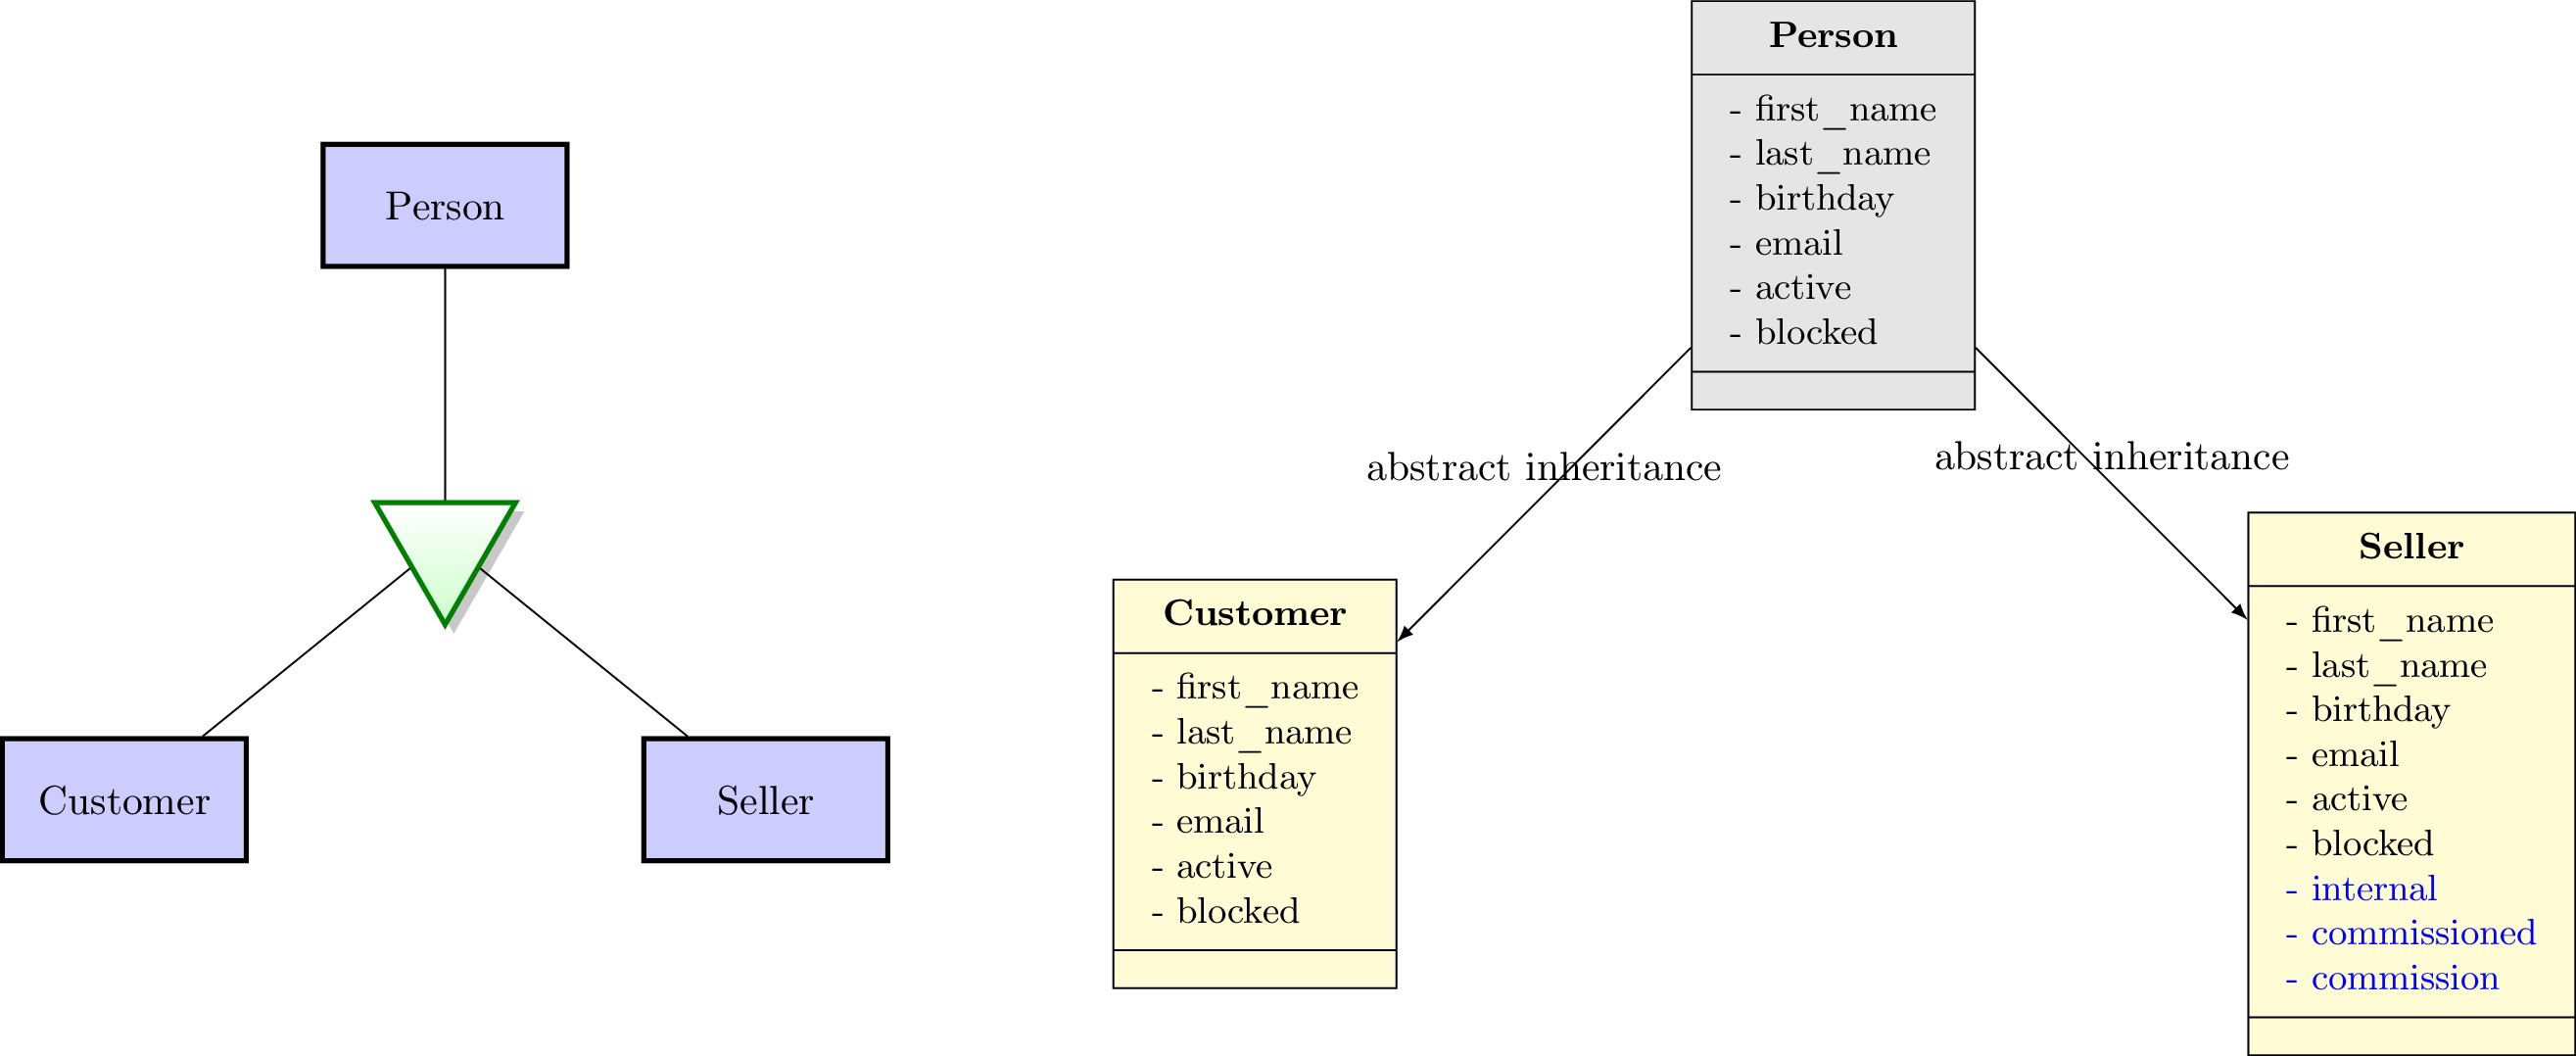 Person
Customer
Seller
Person
- first_name
- last_name
- birthday
- email
- active
- blocked
abstract inheritance
abstract inheritance
Customer
- first_name
- last_name
- birthday
- email
- active
- blocked
Seller
- first_name
- last_name
- birthday
- email
- active
- blocked
- internal
- commissioned
- commission